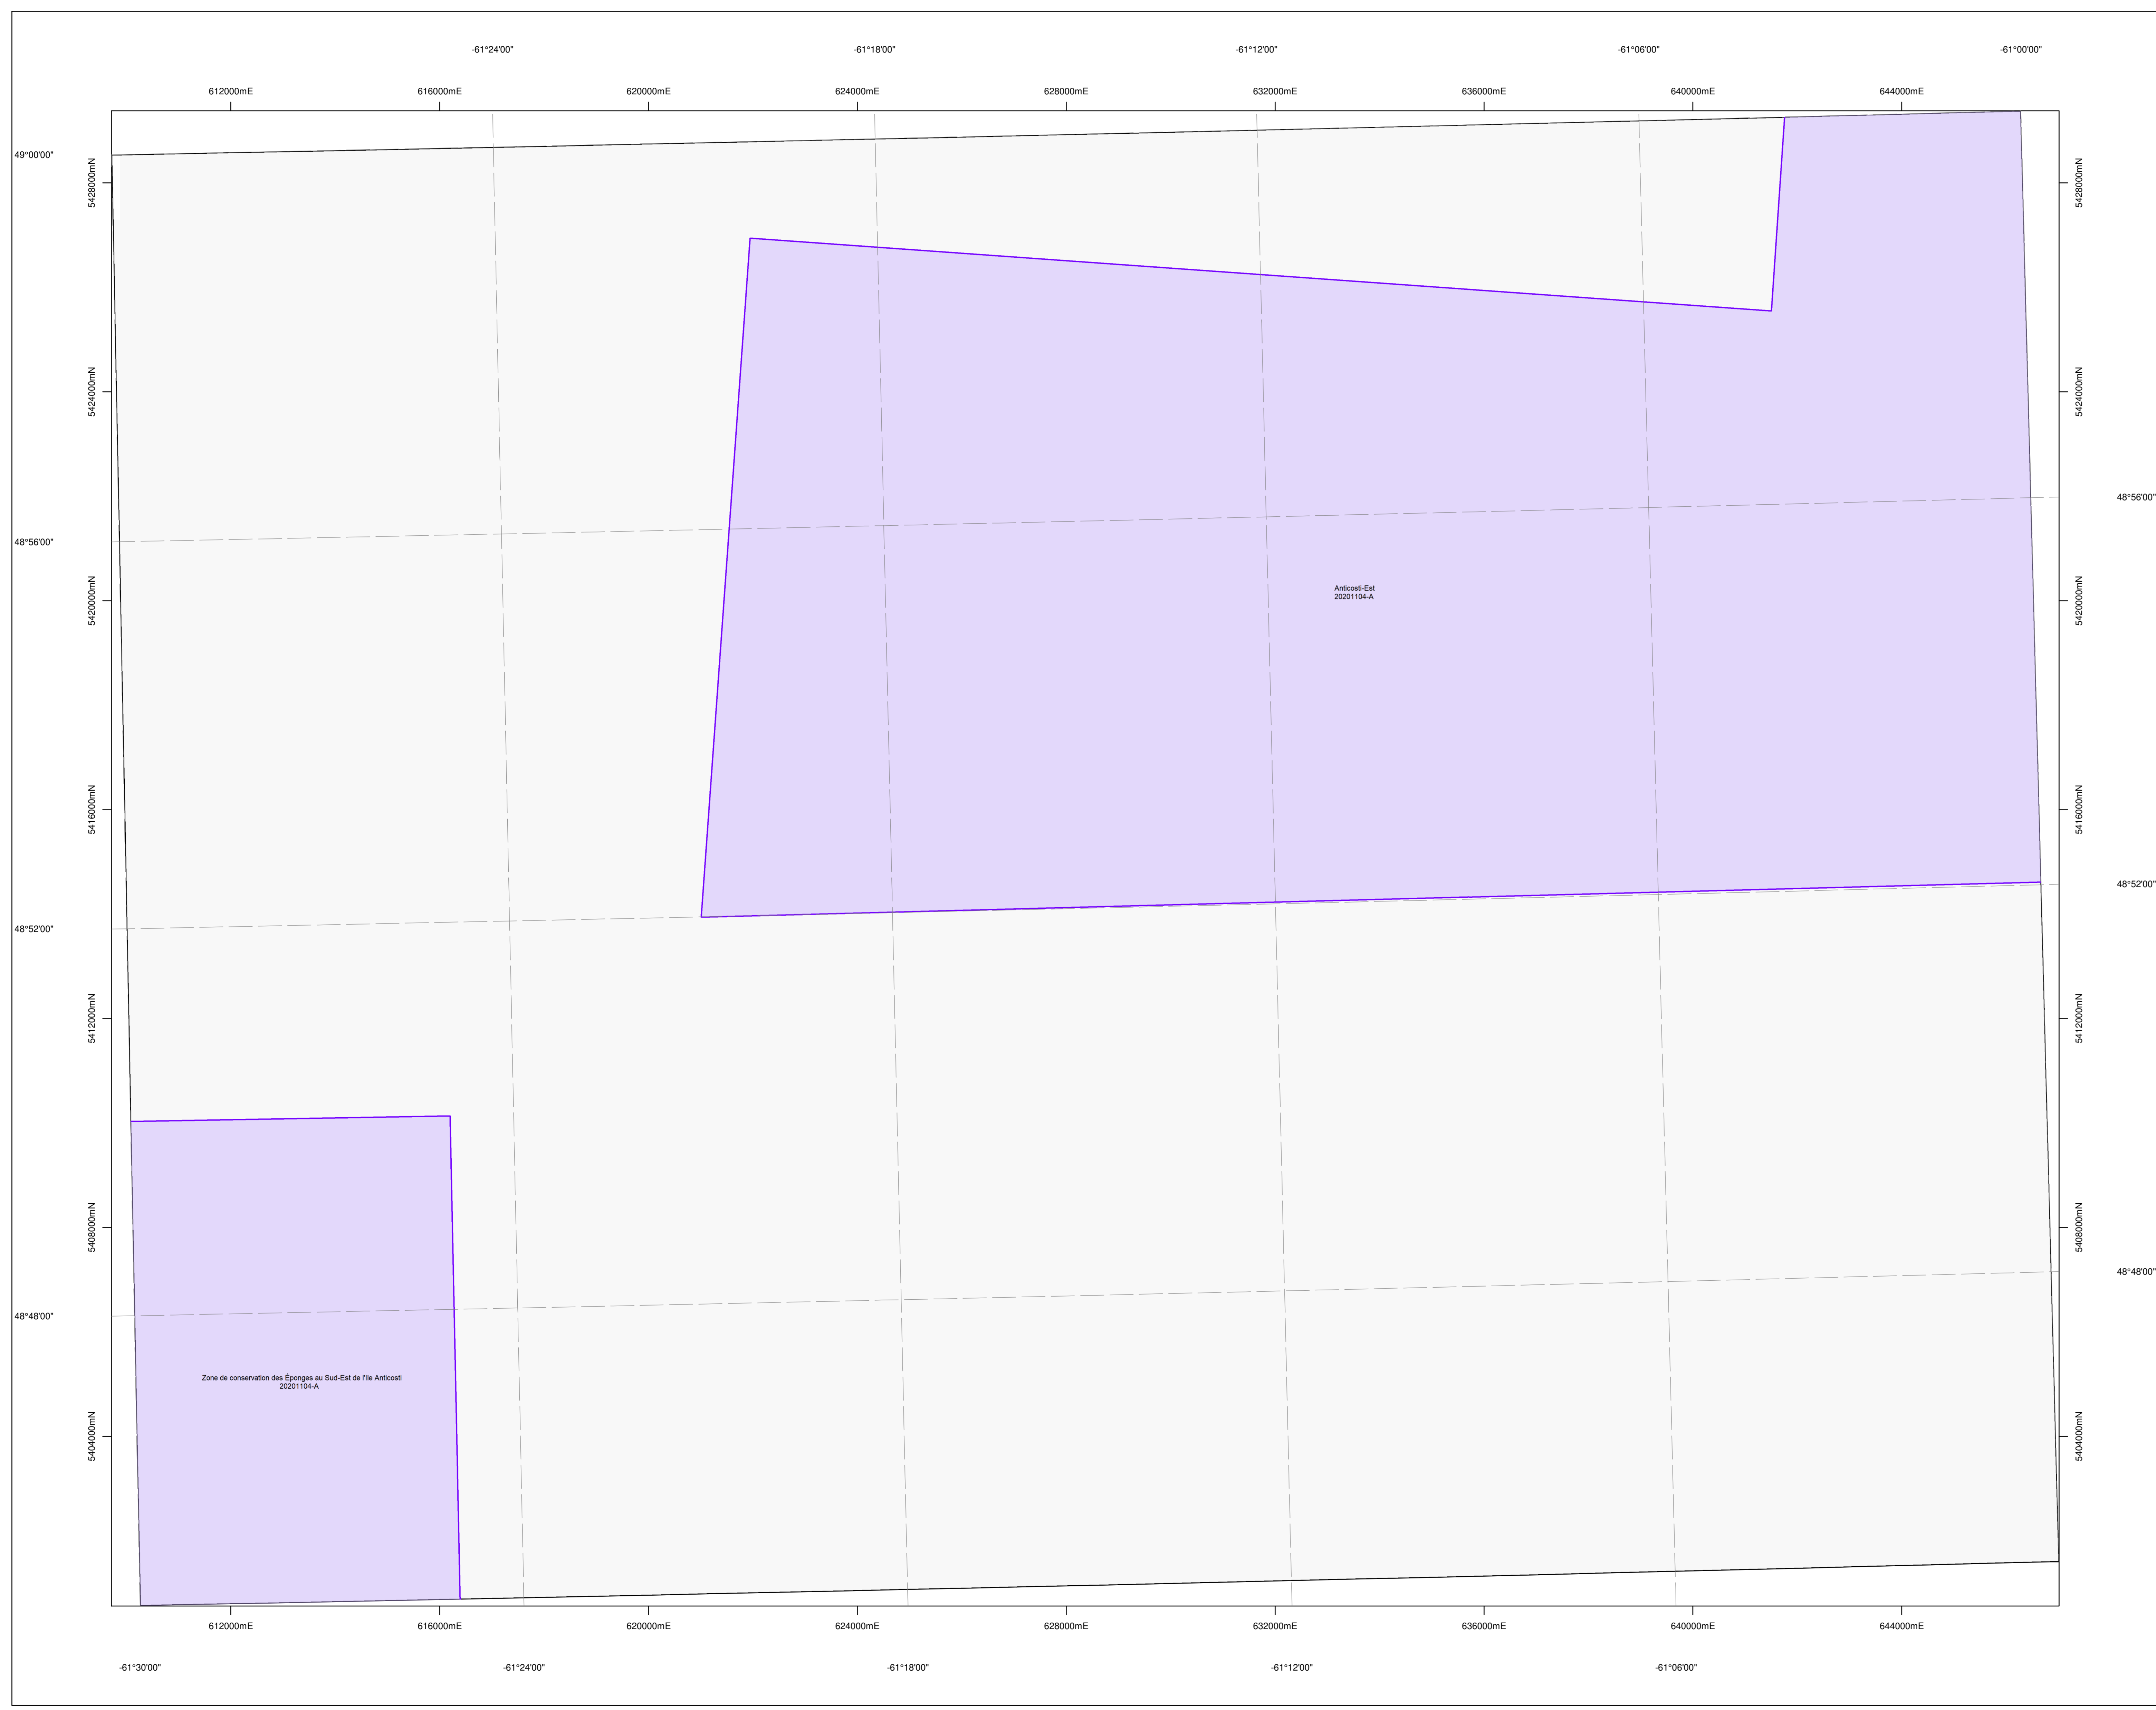 -61°24'00" -61°18'00" -61°12'00" -61°06'00" -61°00'00"
612000mE 616000mE 620000mE 624000mE 628000mE 632000mE 636000mE 640000mE 644000mE
49°00'00"
5428000mN 5428000mN
5424000mN 5424000mN
48°56'00"
48°56'00"
Anticosti-Est
20201104-A
5420000mN 5420000mN
5416000mN 5416000mN
48°52'00"
48°52'00"
5412000mN 5412000mN
5408000mN 5408000mN
48°48'00"
48°48'00"
Zone de conservation des Éponges au Sud-Est de l'île Anticosti
20201104-A
5404000mN 5404000mN
612000mE 616000mE 620000mE 624000mE 628000mE 632000mE 636000mE 640000mE 644000mE
-61°30'00" -61°24'00" -61°18'00" -61°12'00" -61°06'00"